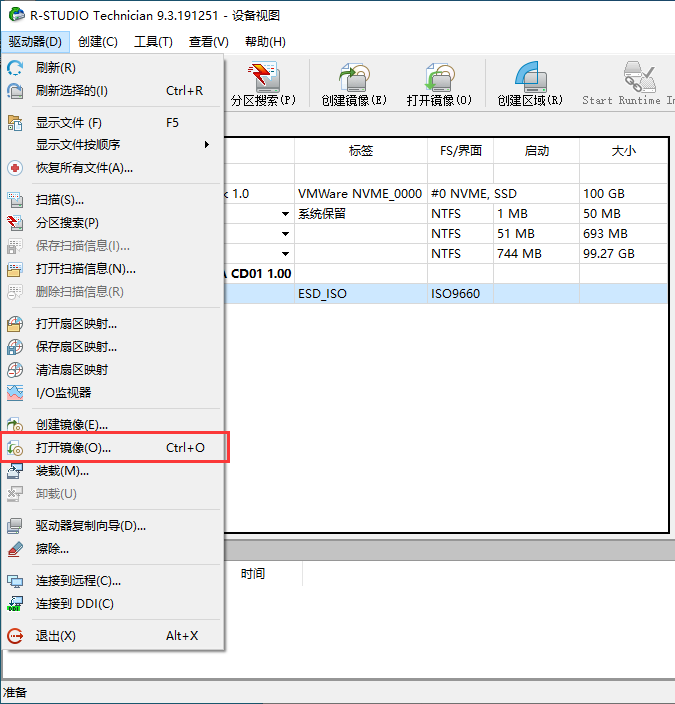 R-STUDIO Technician 9.3.191251 - 设备视图
驱动器(D) 创建(C) 工具(T) 查看(V) 帮助(H)
分区搜索(P) 创建镜像(E) 打开镜像(O) 创建区域(R) Start Runtime
刷新(R)
刷新选择的(I) Ctrl+R
显示文件 (F) F5
显示文件按顺序
恢复所有文件(A)...
扫描(S)...
分区搜索(P)
保存扫描信息(I)...
打开扫描信息(N)...
删除扫描信息(R)
打开扇区映射...
保存扇区映射...
清洁扇区映射
I/O监视器
创建镜像(E)...
打开镜像(O)... Ctrl+O
装载(M)...
卸载(U)
驱动器复制向导(D)...
擦除...
连接到远程(C)...
连接到 DDI(C)
退出(X) Alt+X
标签 FS/界面 启动 大小
1.0 VMWare NVME_0000 #0 NVME, SSD 100 GB
系统保留 NTFS 1 MB 50 MB
NTFS 51 MB 693 MB
NTFS 744 MB 99.27 GB
CD01 1.00
ESD_ISO ISO9660
时间
准备